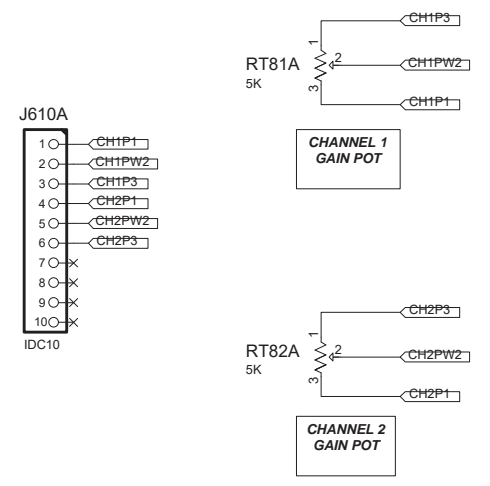 J610A
1 CH1P1
2 CH1PW2
3 CH1P3
4 CH2P1
5 CH2PW2
6 CH2P3
7
8
9
10
IDC10
CH1P3
1
RT81A
2
CH1PW2
5K
3
CH1P1
CHANNEL 1
GAIN POT
CH2P3
1
RT82A
2
CH2PW2
5K
3
CH2P1
CHANNEL 2
GAIN POT